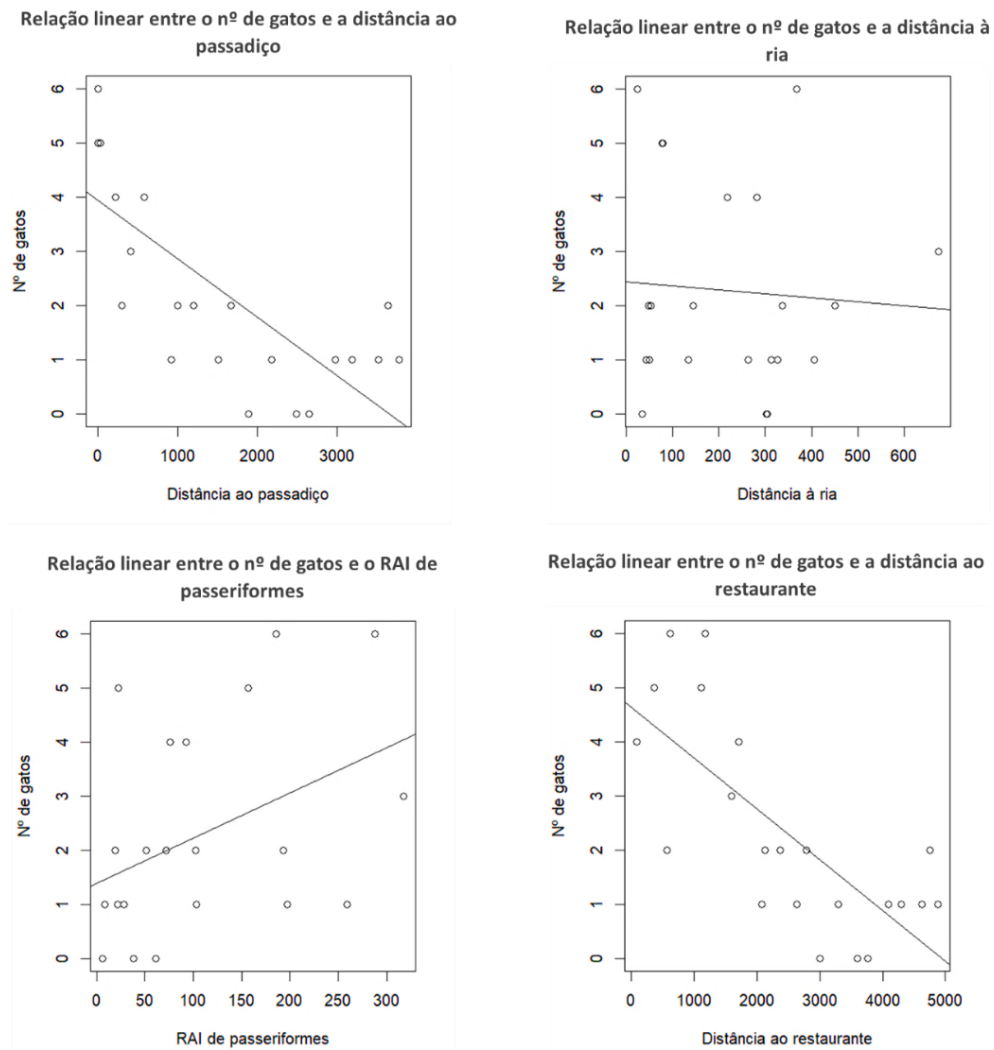 Relação linear entre o nº de gatos e a distância ao
passadiço
Nº de gatos
6
5
4
3
2
1
0
0 1000 2000 3000
Distância ao passadiço
Relação linear entre o nº de gatos e a distância à
ria
Nº de gatos
6
5
4
3
2
1
0
0 100 200 300 400 500 600
Distância à ria
Relação linear entre o nº de gatos e o RAI de
passeriformes
Nº de gatos
6
5
4
3
2
1
0
0 50 100 150 200 250 300
RAI de passeriformes
Relação linear entre o nº de gatos e a distância ao
restaurante
Nº de gatos
6
5
4
3
2
1
0
0 1000 2000 3000 4000 5000
Distância ao restaurante